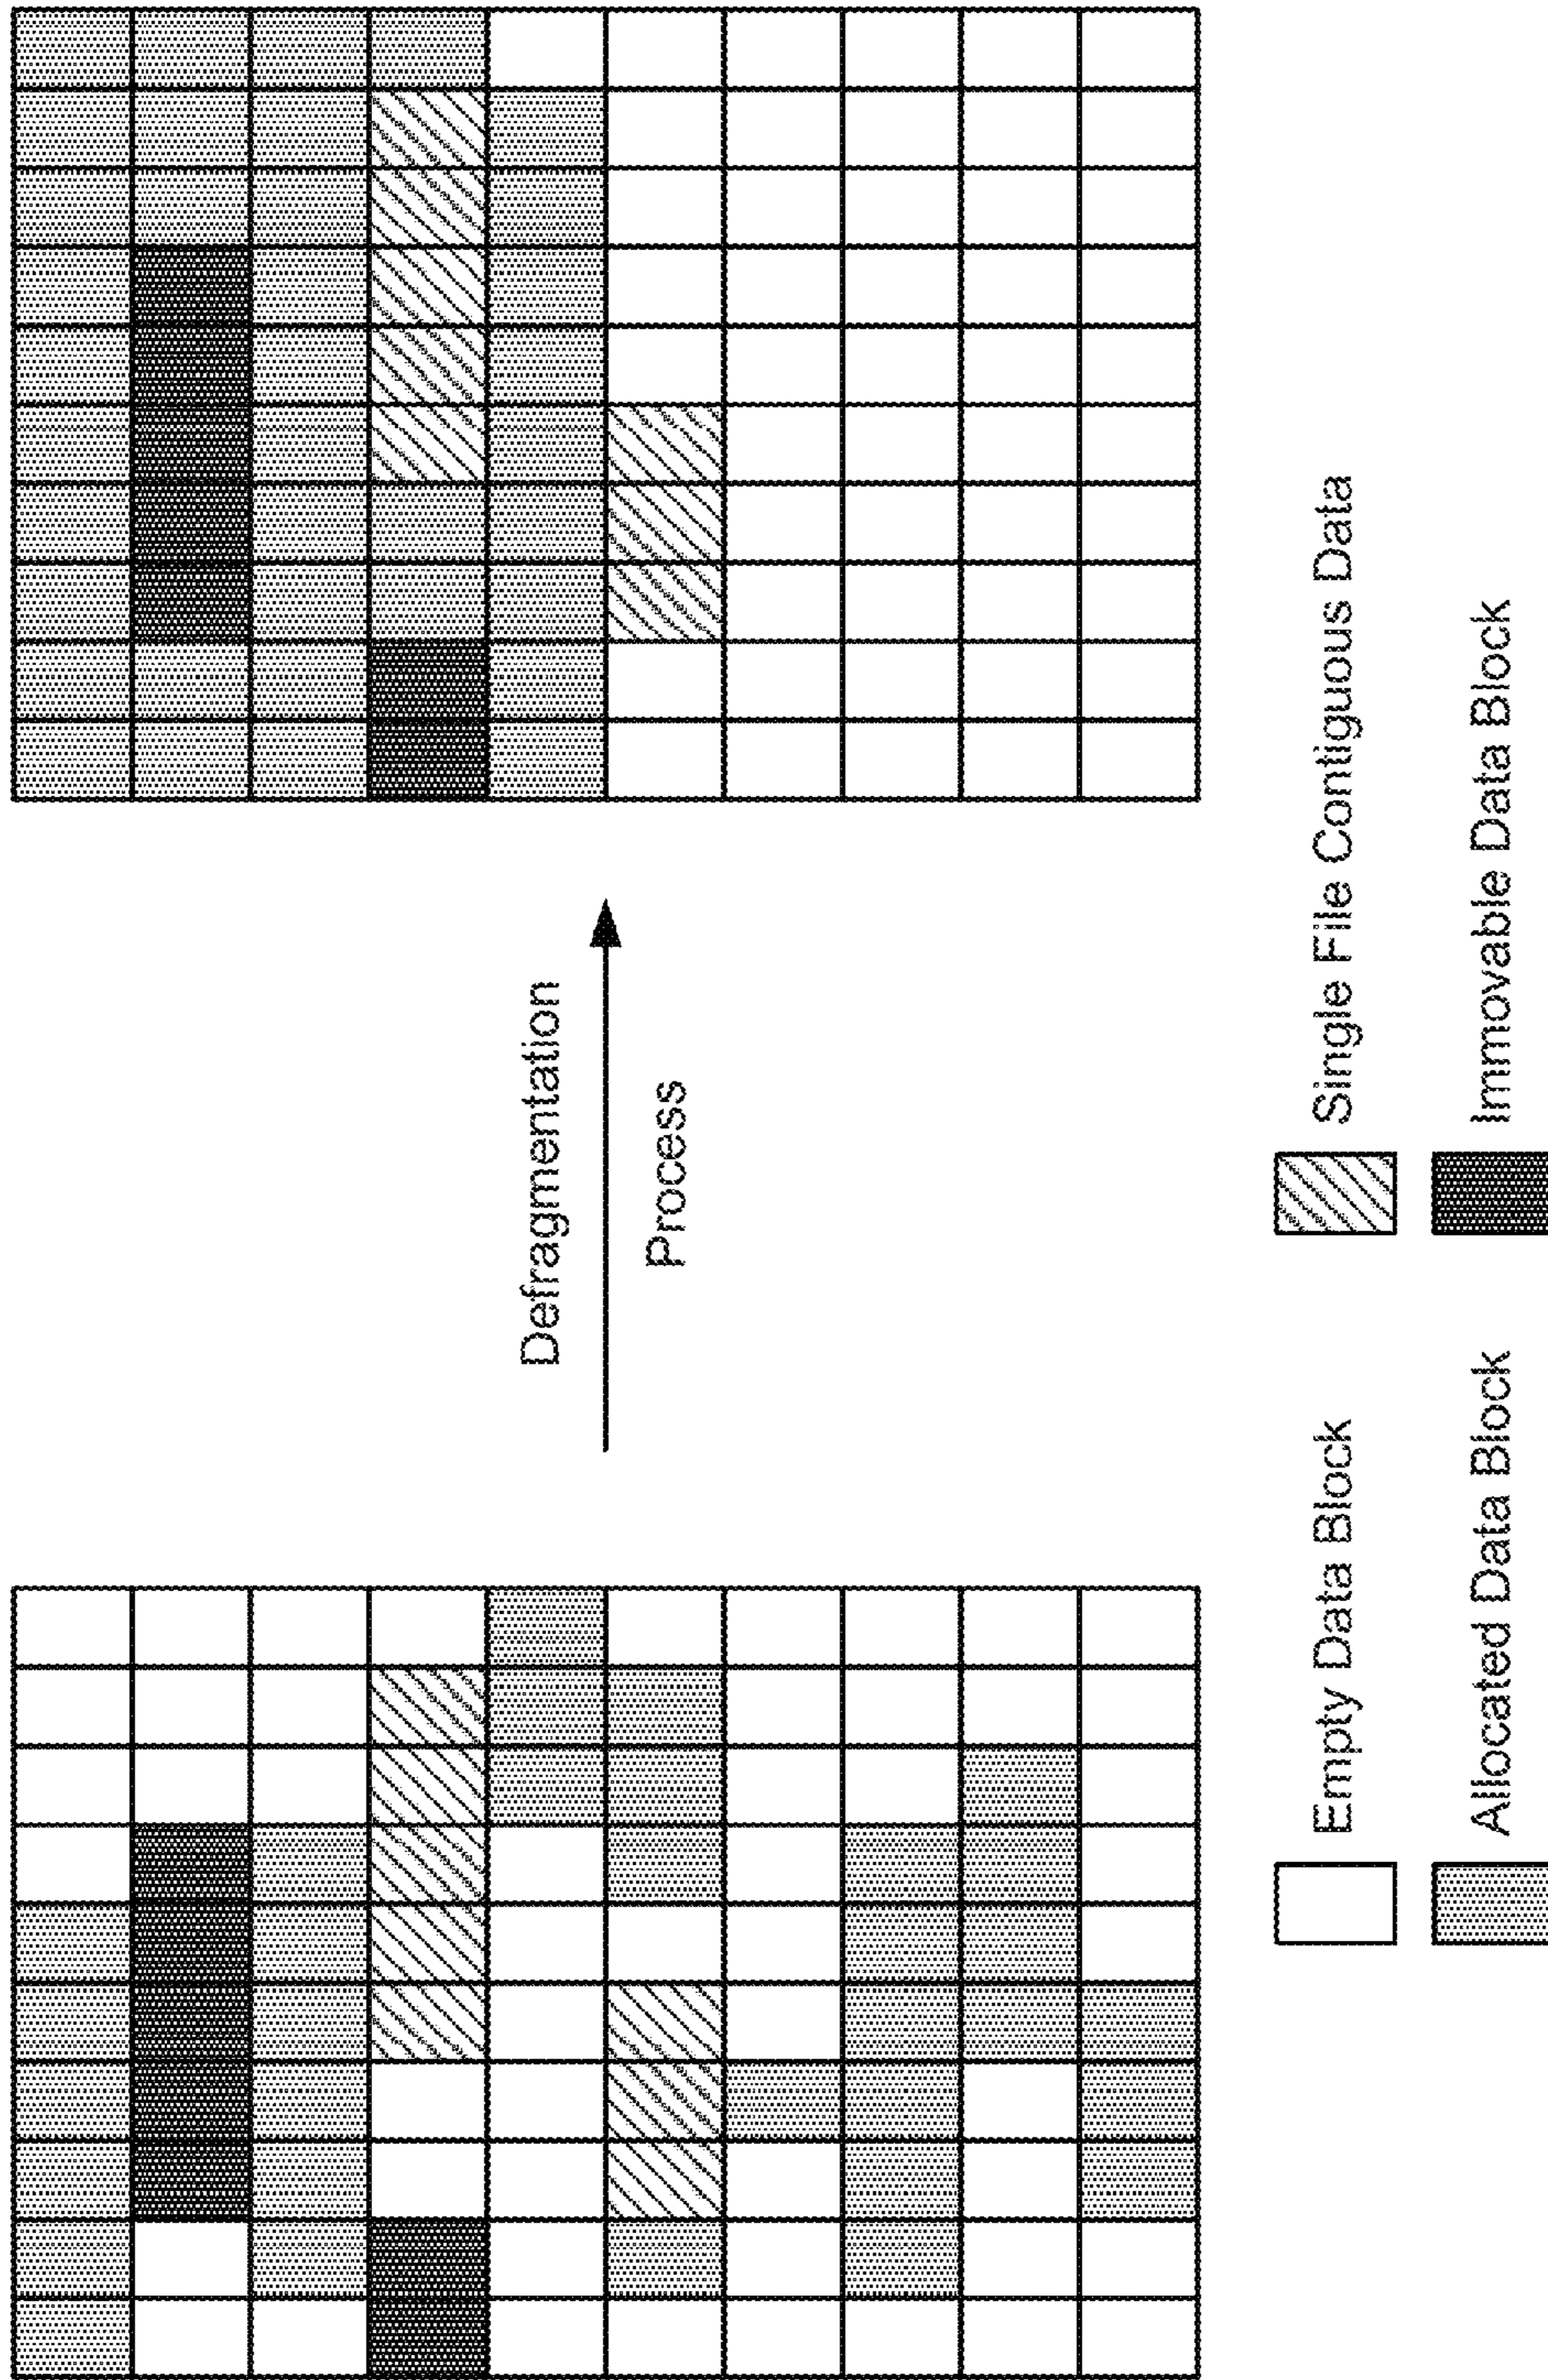 Defragmentation
Process
Empty Data Block
Single File Contiguous Data
Allocated Data Block
Immovable Data Block